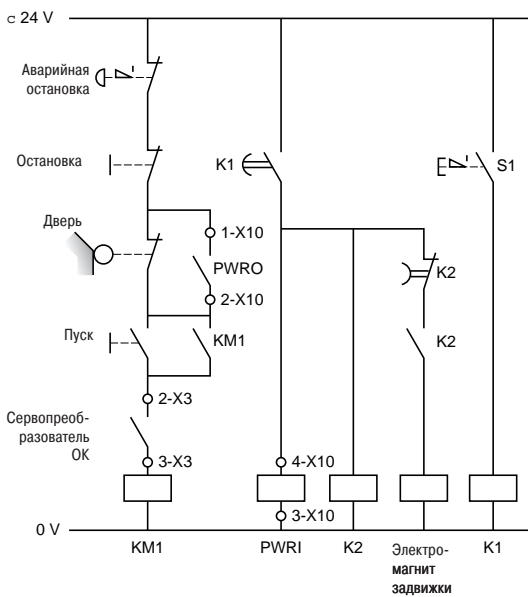 ~ 24 V
Аварийная
остановка
Остановка
K1
S1
Дверь
1-X10
PWRO
K2
2-X10
Пуск
KM1
K2
2-X3
Сервопреоб-
разователь
ОК
3-X3
4-X10
3-X10
0 V
KM1
PWRI
K2
Электро-
магнит
задвижки
K1